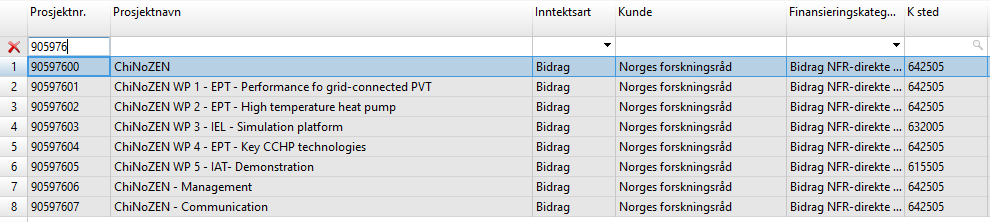 Prosjektnr. Prosjektnavn Inntektsart Kunde Finansieringskateg... K sted
905976
1 90597600 ChiNoZEN Bidrag Norges forskningsråd Bidrag NFR-direkte ... 642505
2 90597601 ChiNoZEN WP 1 - EPT - Performance fo grid-connected PVT Bidrag Norges forskningsråd Bidrag NFR-direkte ... 642505
3 90597602 ChiNoZEN WP 2 - EPT - High temperature heat pump Bidrag Norges forskningsråd Bidrag NFR-direkte ... 642505
4 90597603 ChiNoZEN WP 3 - IEL - Simulation platform Bidrag Norges forskningsråd Bidrag NFR-direkte ... 632005
5 90597604 ChiNoZEN WP 4 - EPT - Key CCHP technologies Bidrag Norges forskningsråd Bidrag NFR-direkte ... 642505
6 90597605 ChiNoZEN WP 5 - IAT- Demonstration Bidrag Norges forskningsråd Bidrag NFR-direkte ... 615505
7 90597606 ChiNoZEN - Management Bidrag Norges forskningsråd Bidrag NFR-direkte ... 642505
8 90597607 ChiNoZEN - Communication Bidrag Norges forskningsråd Bidrag NFR-direkte ... 642505